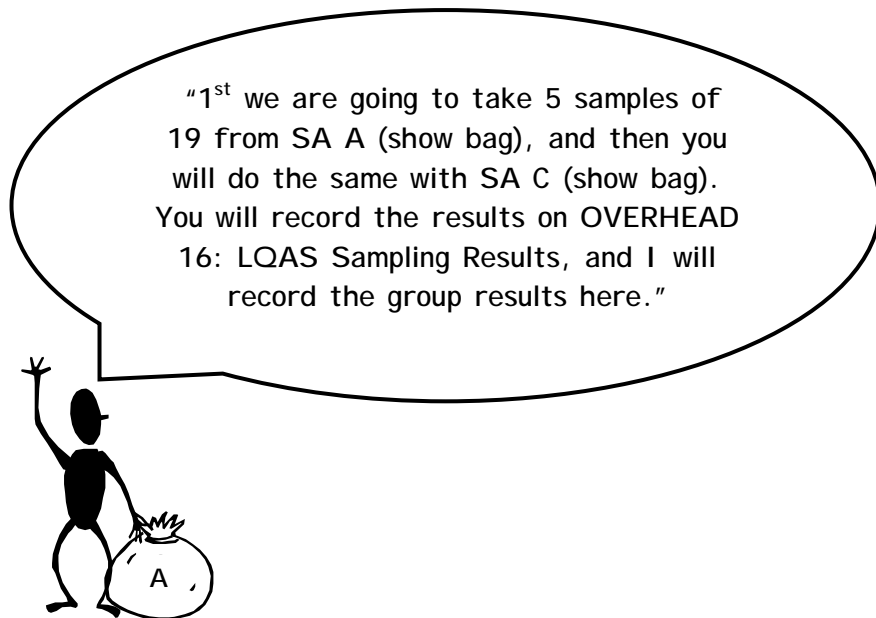 “1st we are going to take 5 samples of
19 from SA A (show bag), and then you
will do the same with SA C (show bag).
You will record the results on OVERHEAD
16: LQAS Sampling Results, and I will
record the group results here.”
A